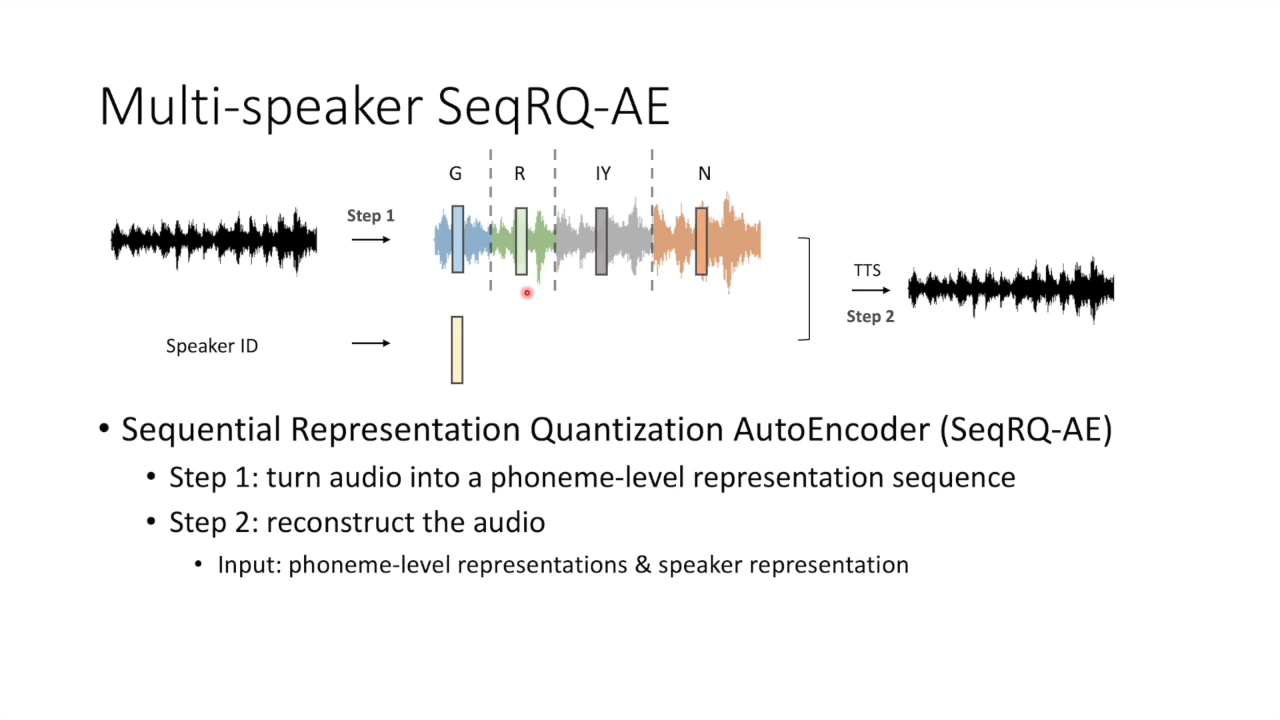 Multi-speaker SeqRQ-AE
G R IY N
Step 1
TTS
Step 2
Speaker ID
• Sequential Representation Quantization AutoEncoder (SeqRQ-AE)
• Step 1: turn audio into a phoneme-level representation sequence
• Step 2: reconstruct the audio
• Input: phoneme-level representations & speaker representation